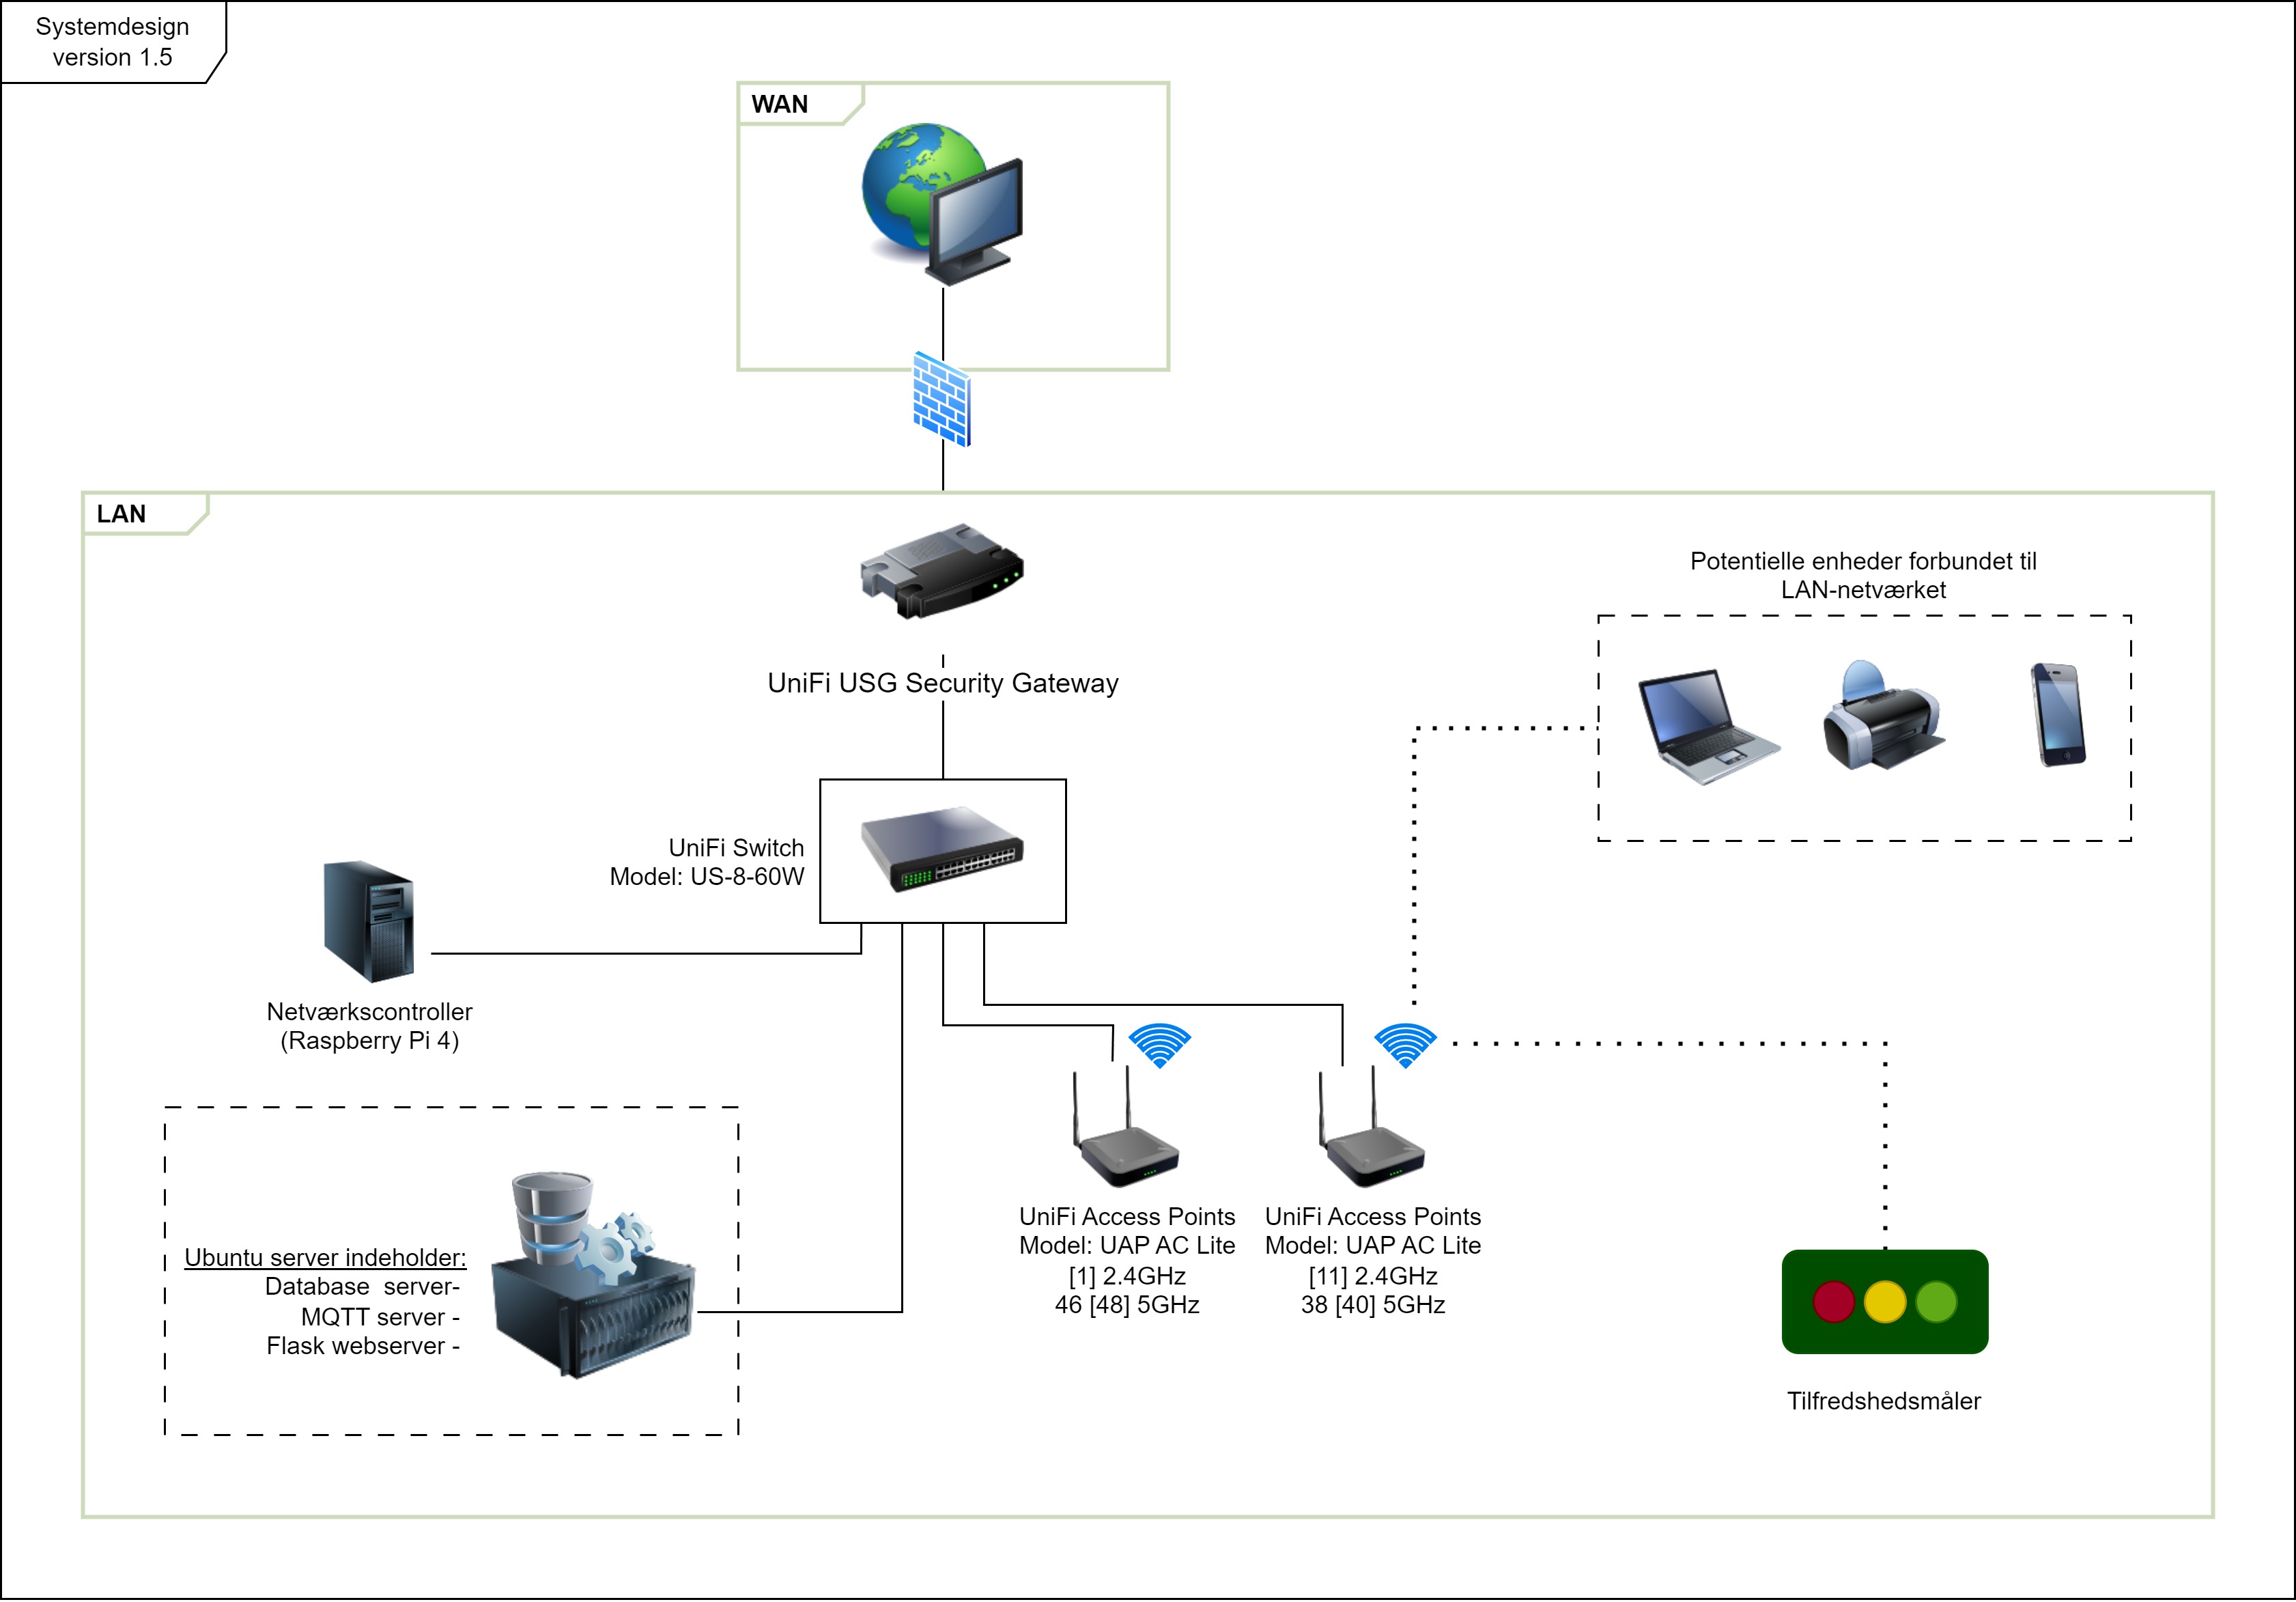 Systemdesign
version 1.5
WAN
LAN
Potentielle enheder forbundet til
LAN-netværket
UniFi USG Security Gateway
UniFi Switch
Model: US-8-60W
Netværkscontroller
(Raspberry Pi 4)
Ubuntu server indeholder:
Database  server-
MQTT server -
Flask webserver -
UniFi Access Points
Model: UAP AC Lite
[1] 2.4GHz
46 [48] 5GHz
UniFi Access Points
Model: UAP AC Lite
[11] 2.4GHz
38 [40] 5GHz
Tilfredshedsmåler